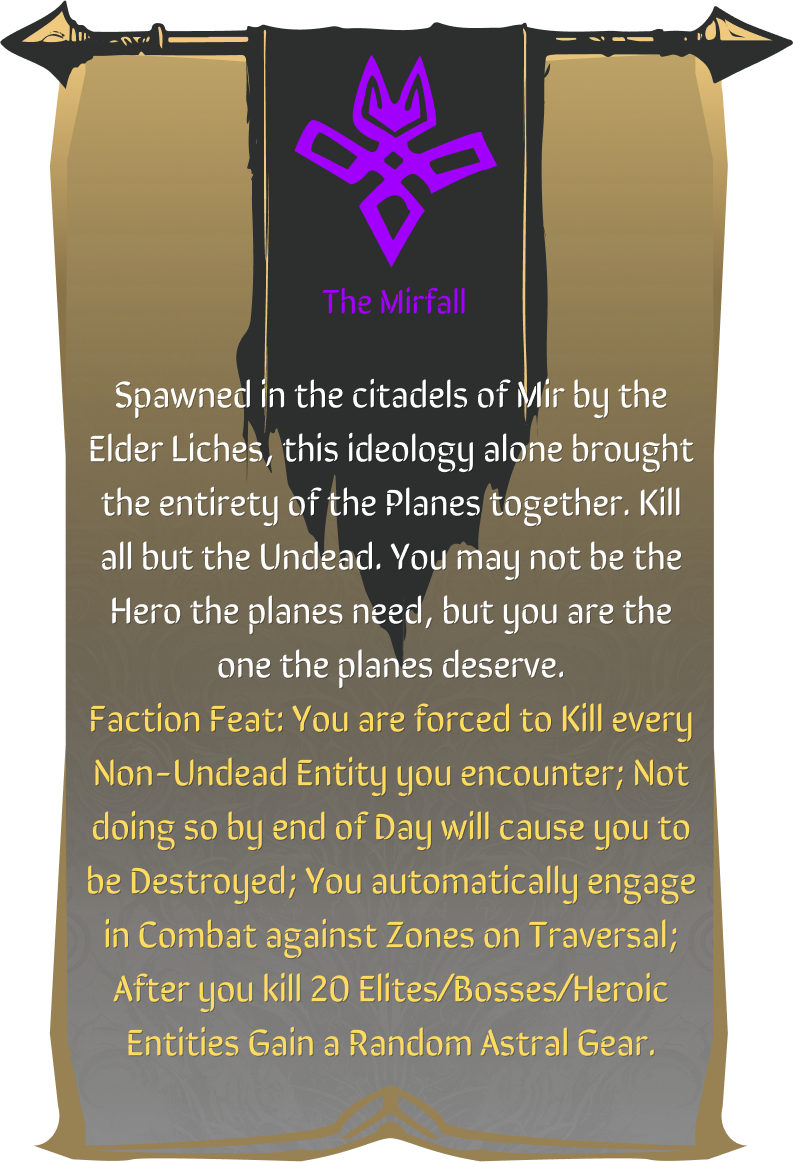 The Mirfall
Spawned in the citadels of Mir by the
Elder Liches, this ideology alone brought
the entirety of the Planes together. Kill
all but the Undead. You may not be the
Hero the planes need, but you are the
one the planes deserve.
Faction Feat: You are forced to Kill every
Non-Undead Entity you encounter; Not
doing so by end of Day will cause you to
be Destroyed; You automatically engage
in Combat against Zones on Traversal;
After you kill 20 Elites/Bosses/Heroic
Entities Gain a Random Astral Gear.